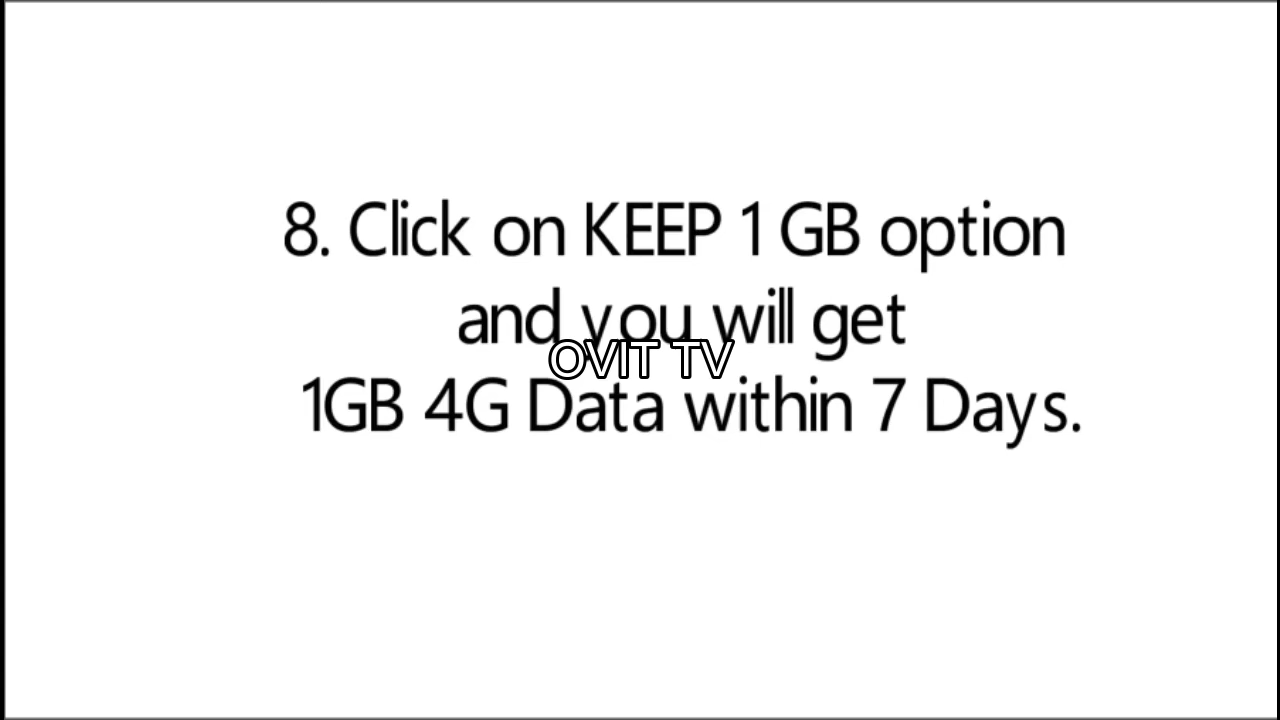 8. Click on KEEP 1 GB option
and you will get
OVIT TV
1GB 4G Data within 7 Days.